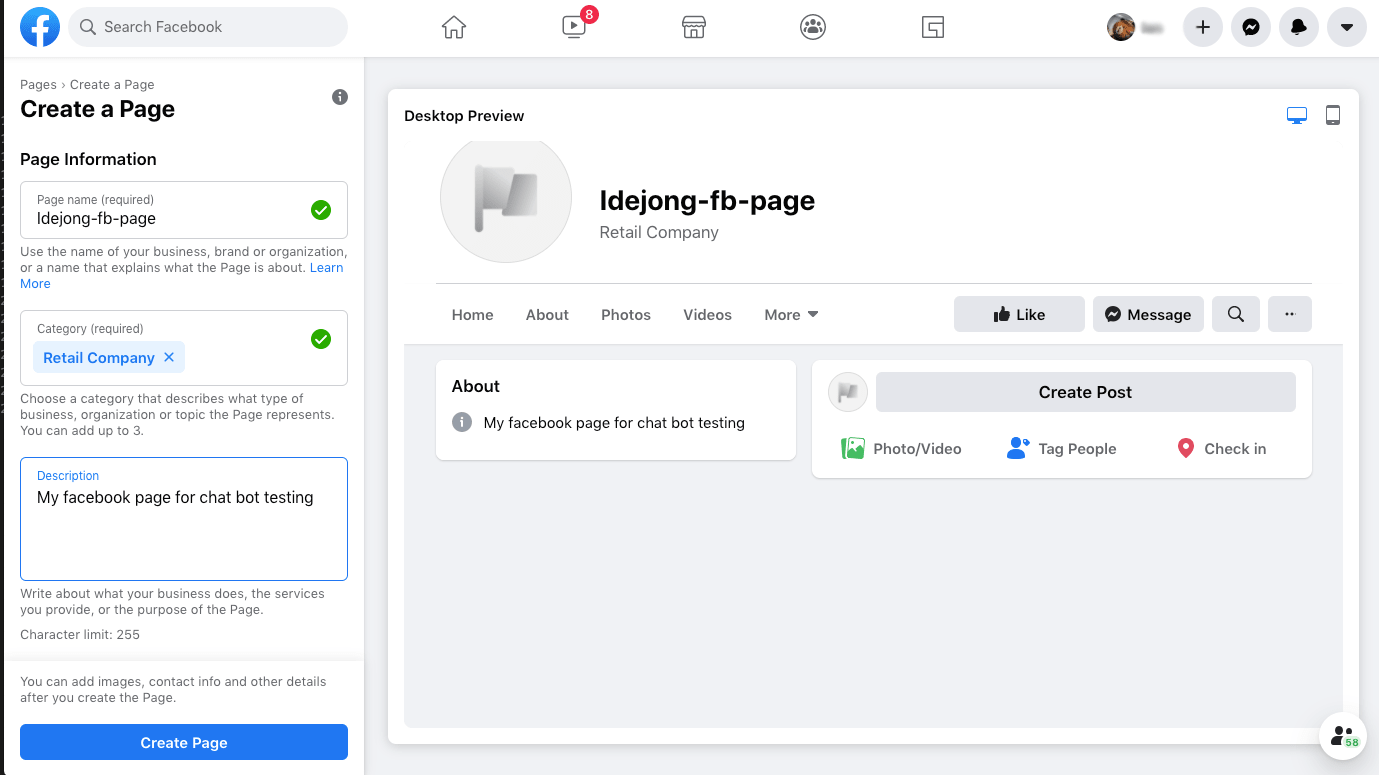 Search Facebook
8
Pages › Create a Page
Create a Page
Page Information
Page name (required)
ldejong-fb-page
Use the name of your business, brand or organization,
or a name that explains what the Page is about. Learn
More
Category (required)
Retail Company
Choose a category that describes what type of
business, organization or topic the Page represents.
You can add up to 3.
Description
My facebook page for chat bot testing
Write about what your business does, the services
you provide, or the purpose of the Page.
Character limit: 255
You can add images, contact info and other details
after you create the Page.
Create Page
Desktop Preview
ldejong-fb-page
Retail Company
Home About Photos Videos More Like Message
About
My facebook page for chat bot testing
Create Post
Photo/Video Tag People Check in
58